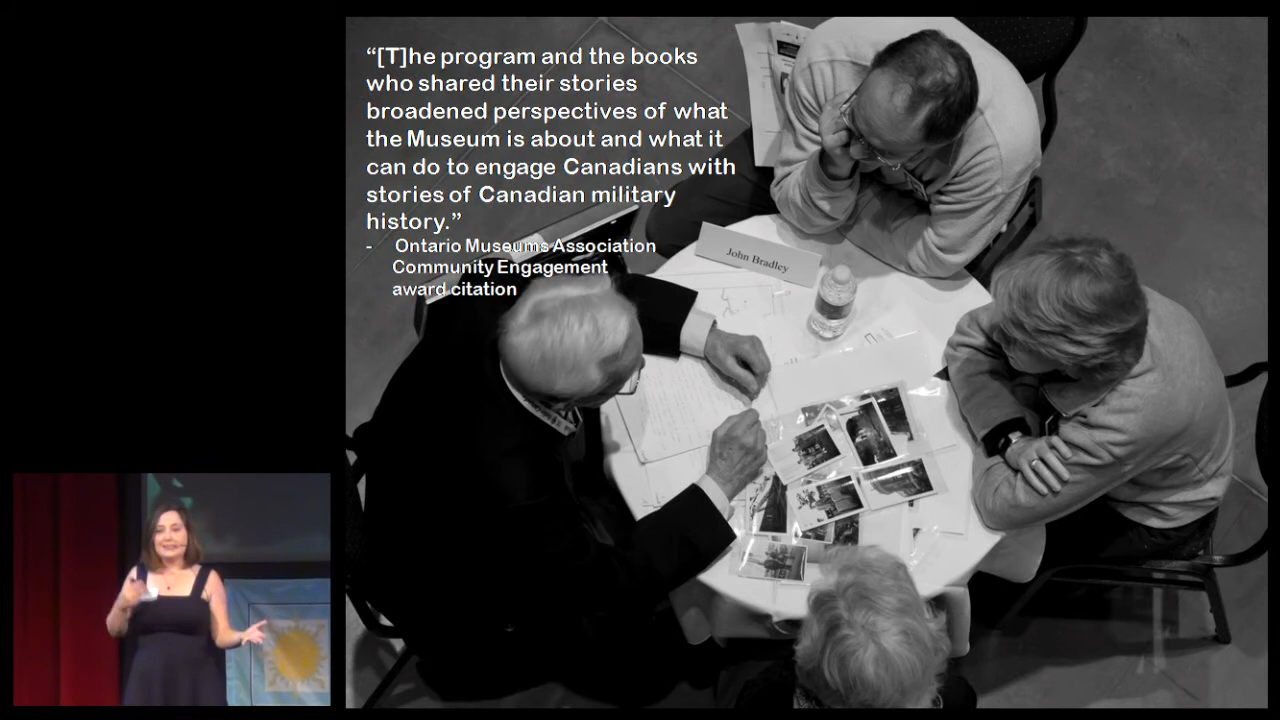 “[T]he program and the books
who shared their stories
broadened perspectives of what
the Museum is about and what it
can do to engage Canadians with
stories of Canadian military
history.”
- Ontario Museums Association
Community Engagement
award citation
John Bradley